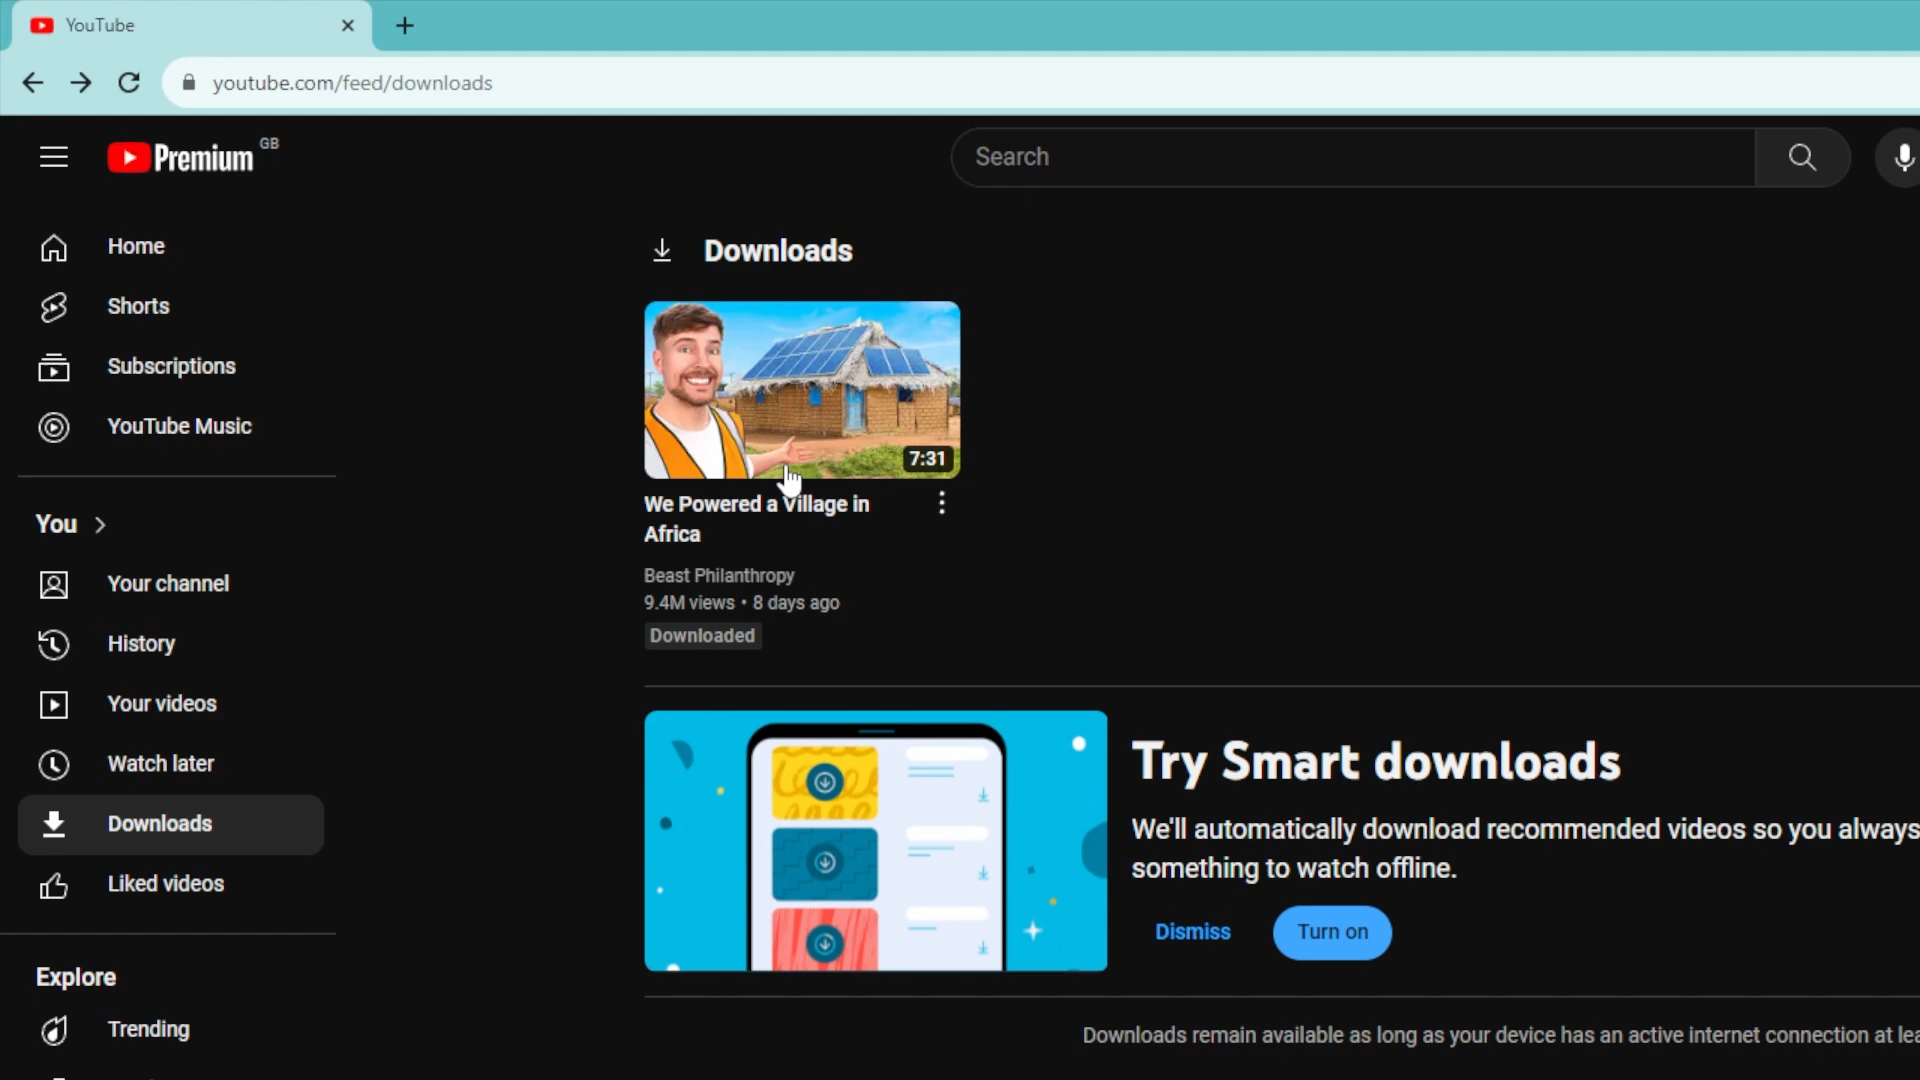 YouTube
youtube.com/feed/downloads
Premium GB
Search
Home
Shorts
Subscriptions
YouTube Music
You
Your channel
History
Your videos
Watch later
Downloads
Liked videos
Explore
Trending
Downloads
7:31
We Powered a Village in
Africa
Beast Philanthropy
9.4M views • 8 days ago
Downloaded
Try Smart downloads
We'll automatically download recommended videos so you always
something to watch offline.
Dismiss
Turn on
Downloads remain available as long as your device has an active internet connection at